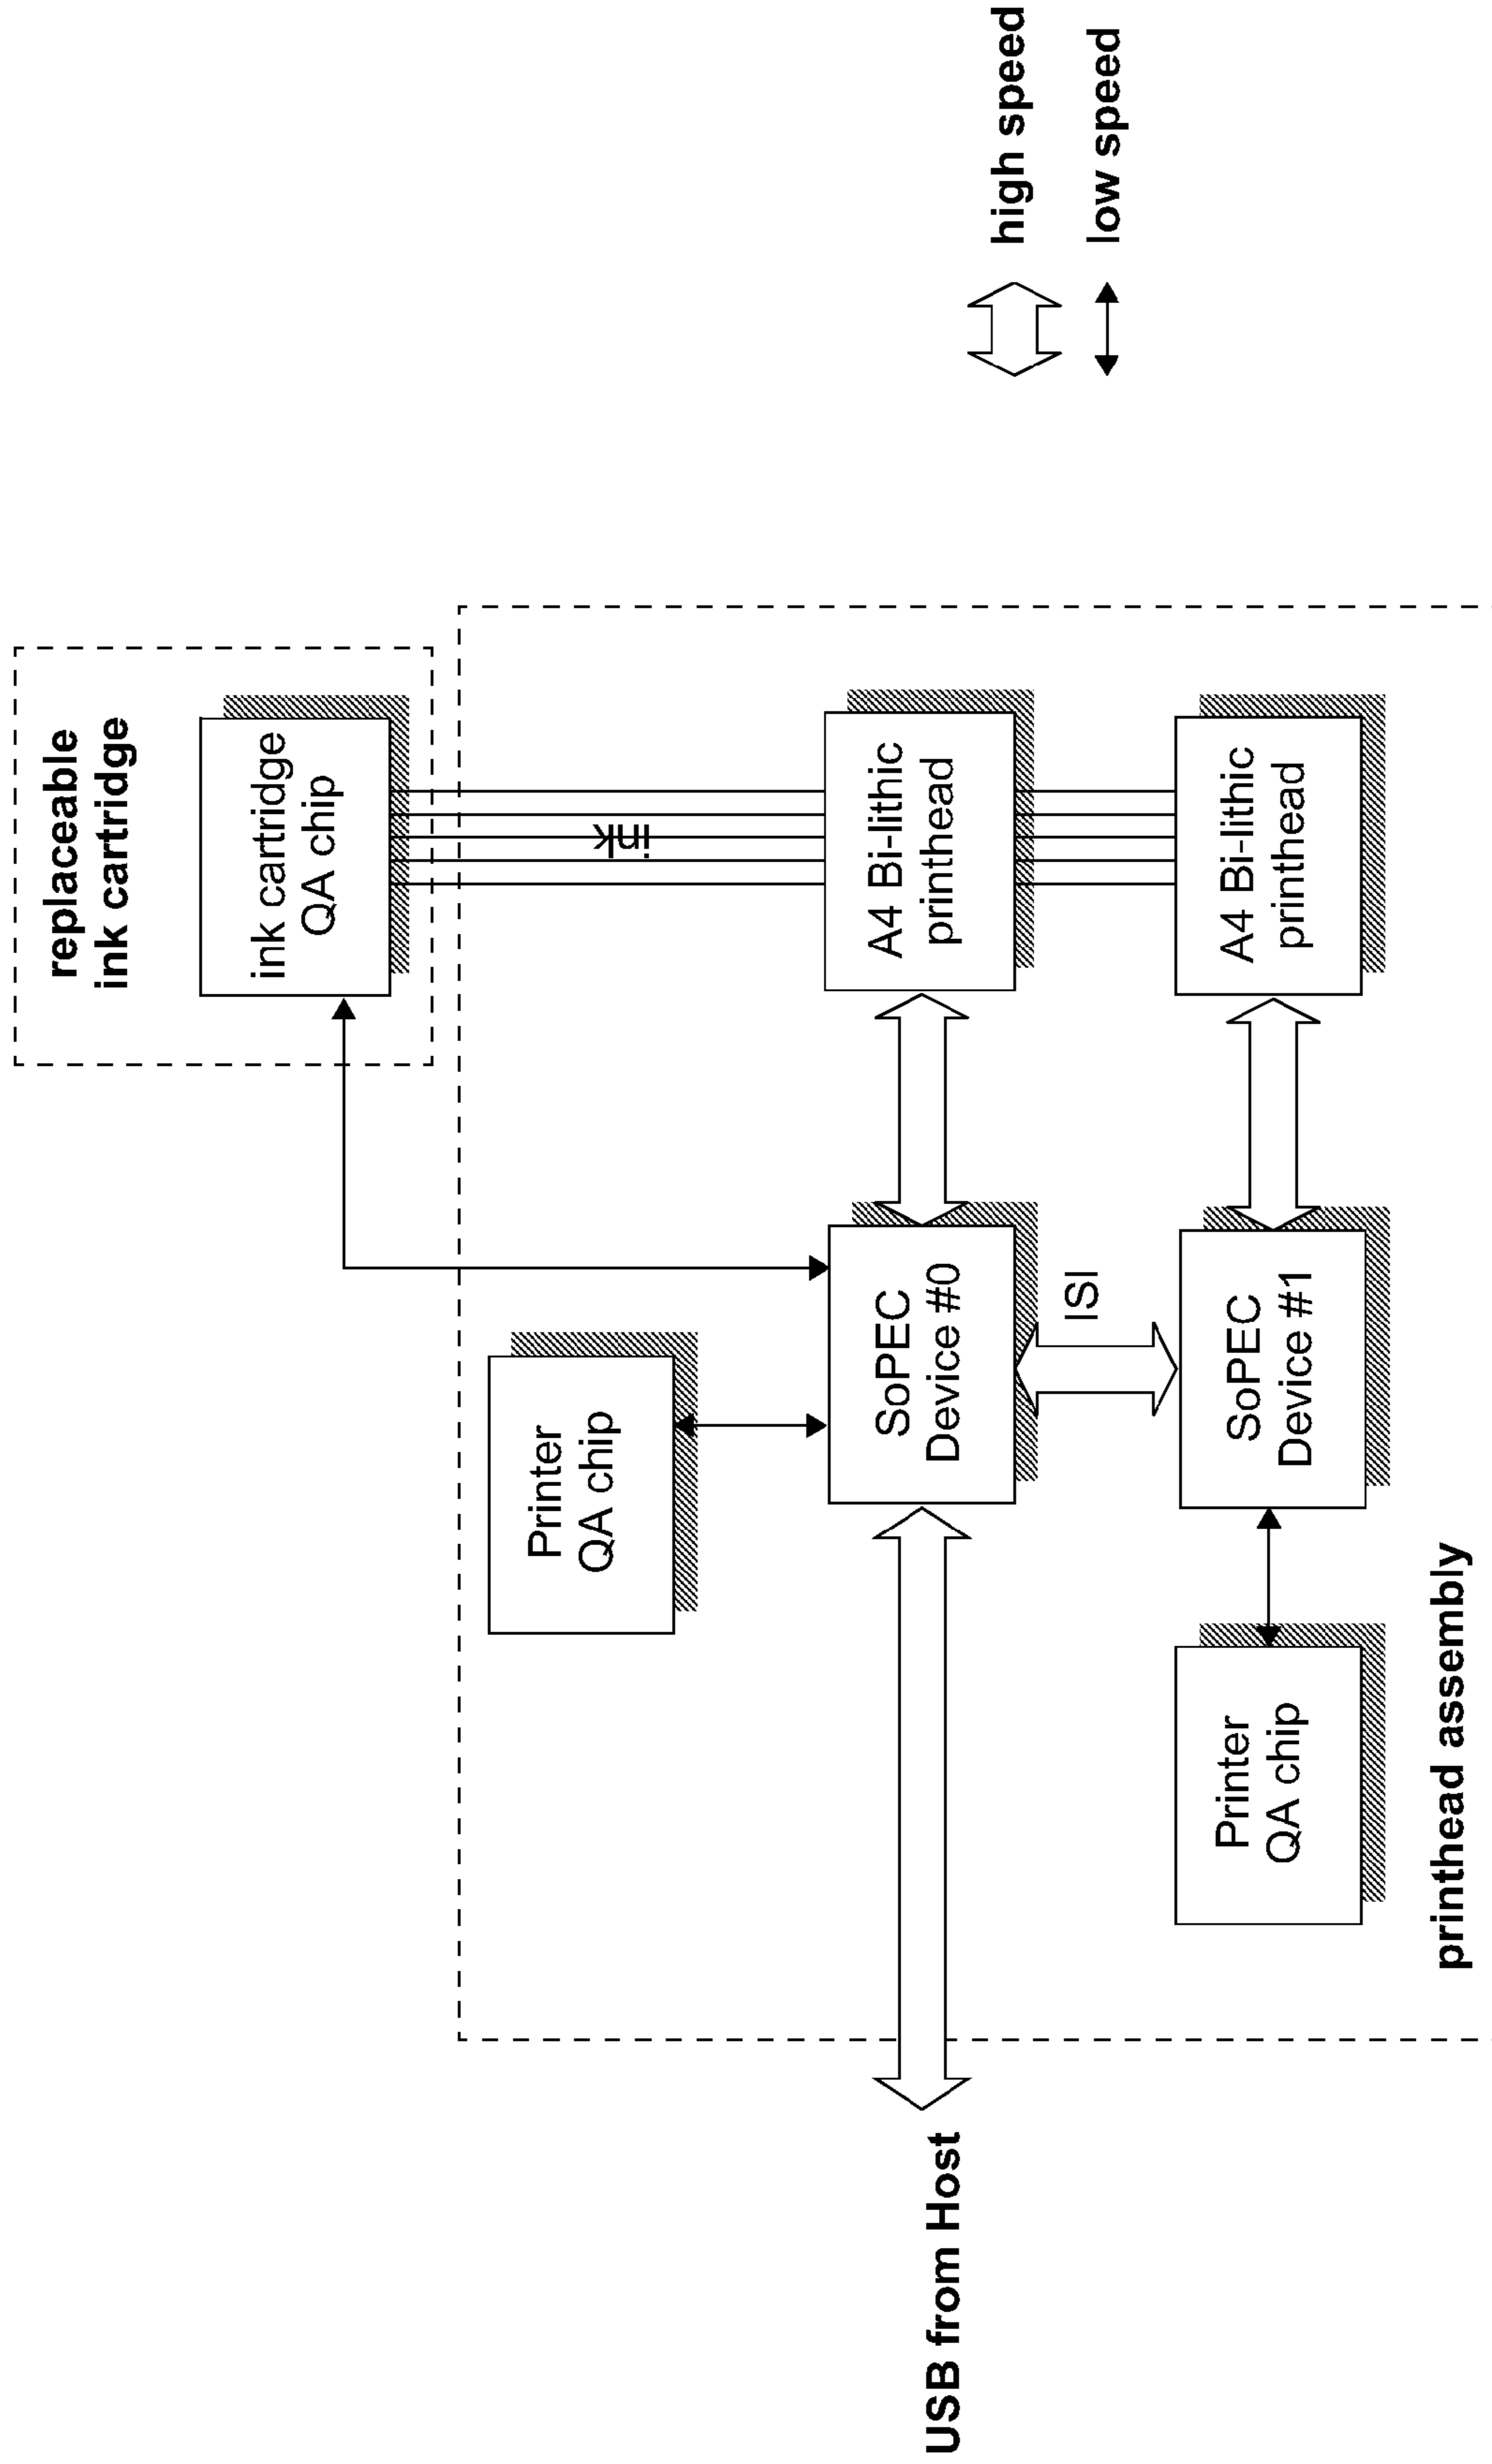 replaceable
ink cartridge
ink cartridge
QA chip
ink
Printer
QA chip
USB from Host
SoPEC
Device #0
A4 Bi-lithic
printhead
high speed
low speed
ISI
Printer
QA chip
SoPEC
Device #1
A4 Bi-lithic
printhead
printhead assembly